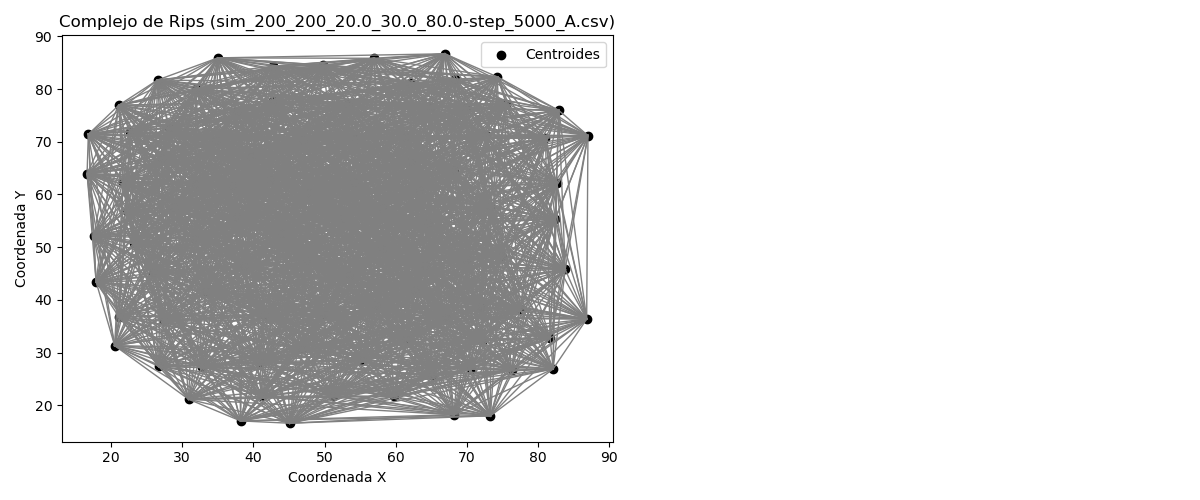 Complejo de Rips (sim_200_200_20.0_30.0_80.0-step_5000_A.csv)
Centroides
90
80
70
60
50
40
30
20
Coordenada Y
20 30 40 50 60 70 80 90
Coordenada X